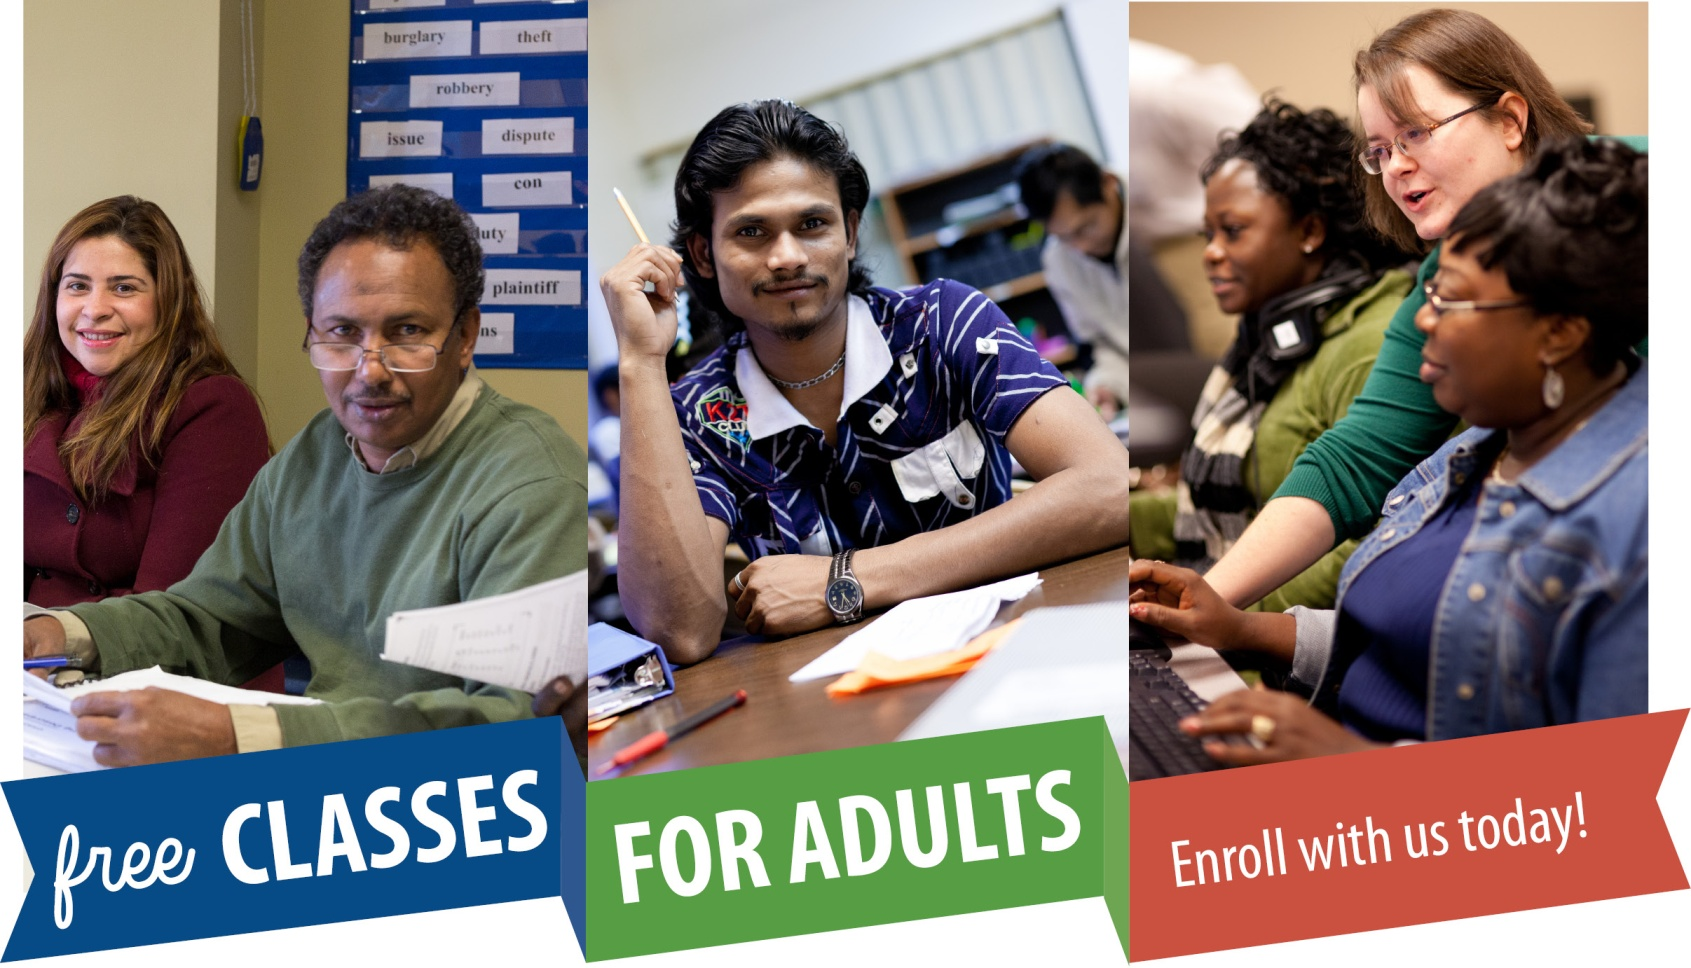 burglary theft
robbery
issue dispute
con
plaintiff
free CLASSES
FOR ADULTS
Enroll with us today!